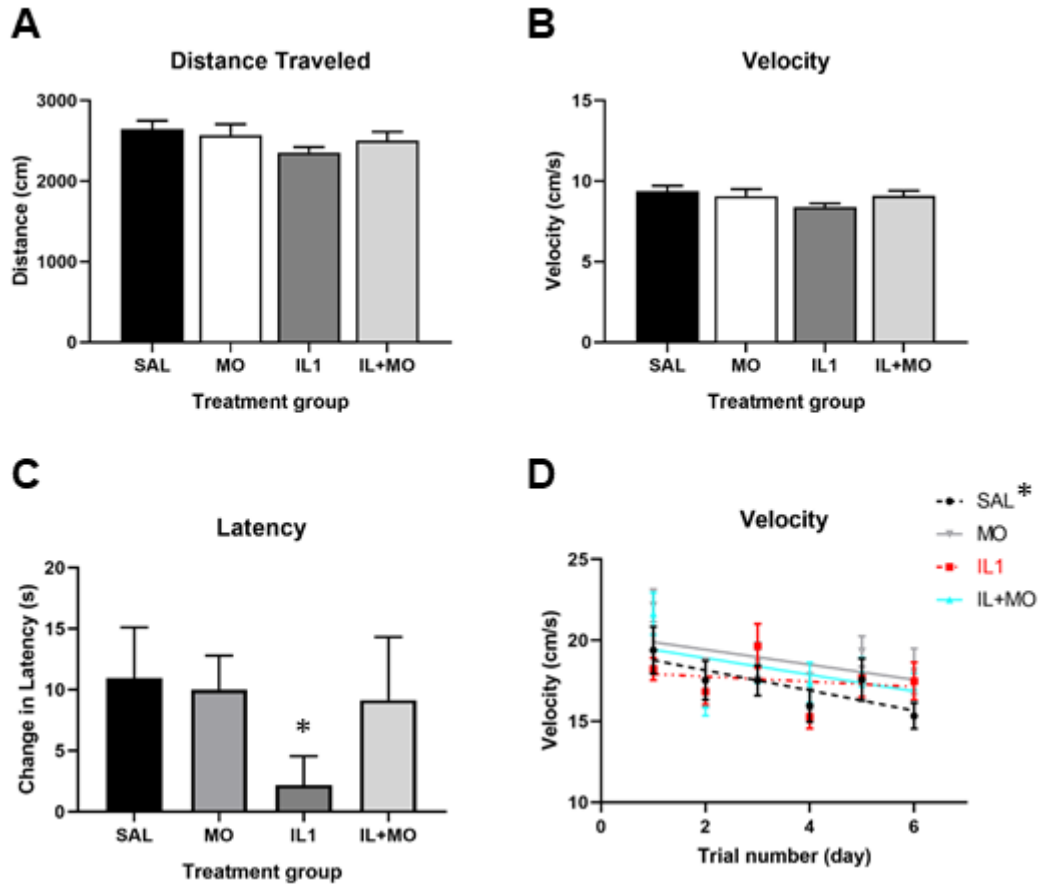 A
Distance Traveled
3000
2000
1000
0
Distance (cm)
SAL MO IL1 IL+MO
Treatment group
B
Velocity
15
10
5
0
Velocity (cm/s)
SAL MO IL1 IL+MO
Treatment group
C
Latency
20
15
10
5
0
Change in Latency (s)
*
SAL MO IL1 IL+MO
Treatment group
D
Velocity
SAL *
MO
IL1
IL+MO
25
20
15
10
Velocity (cm/s)
0 2 4 6
Trial number (day)